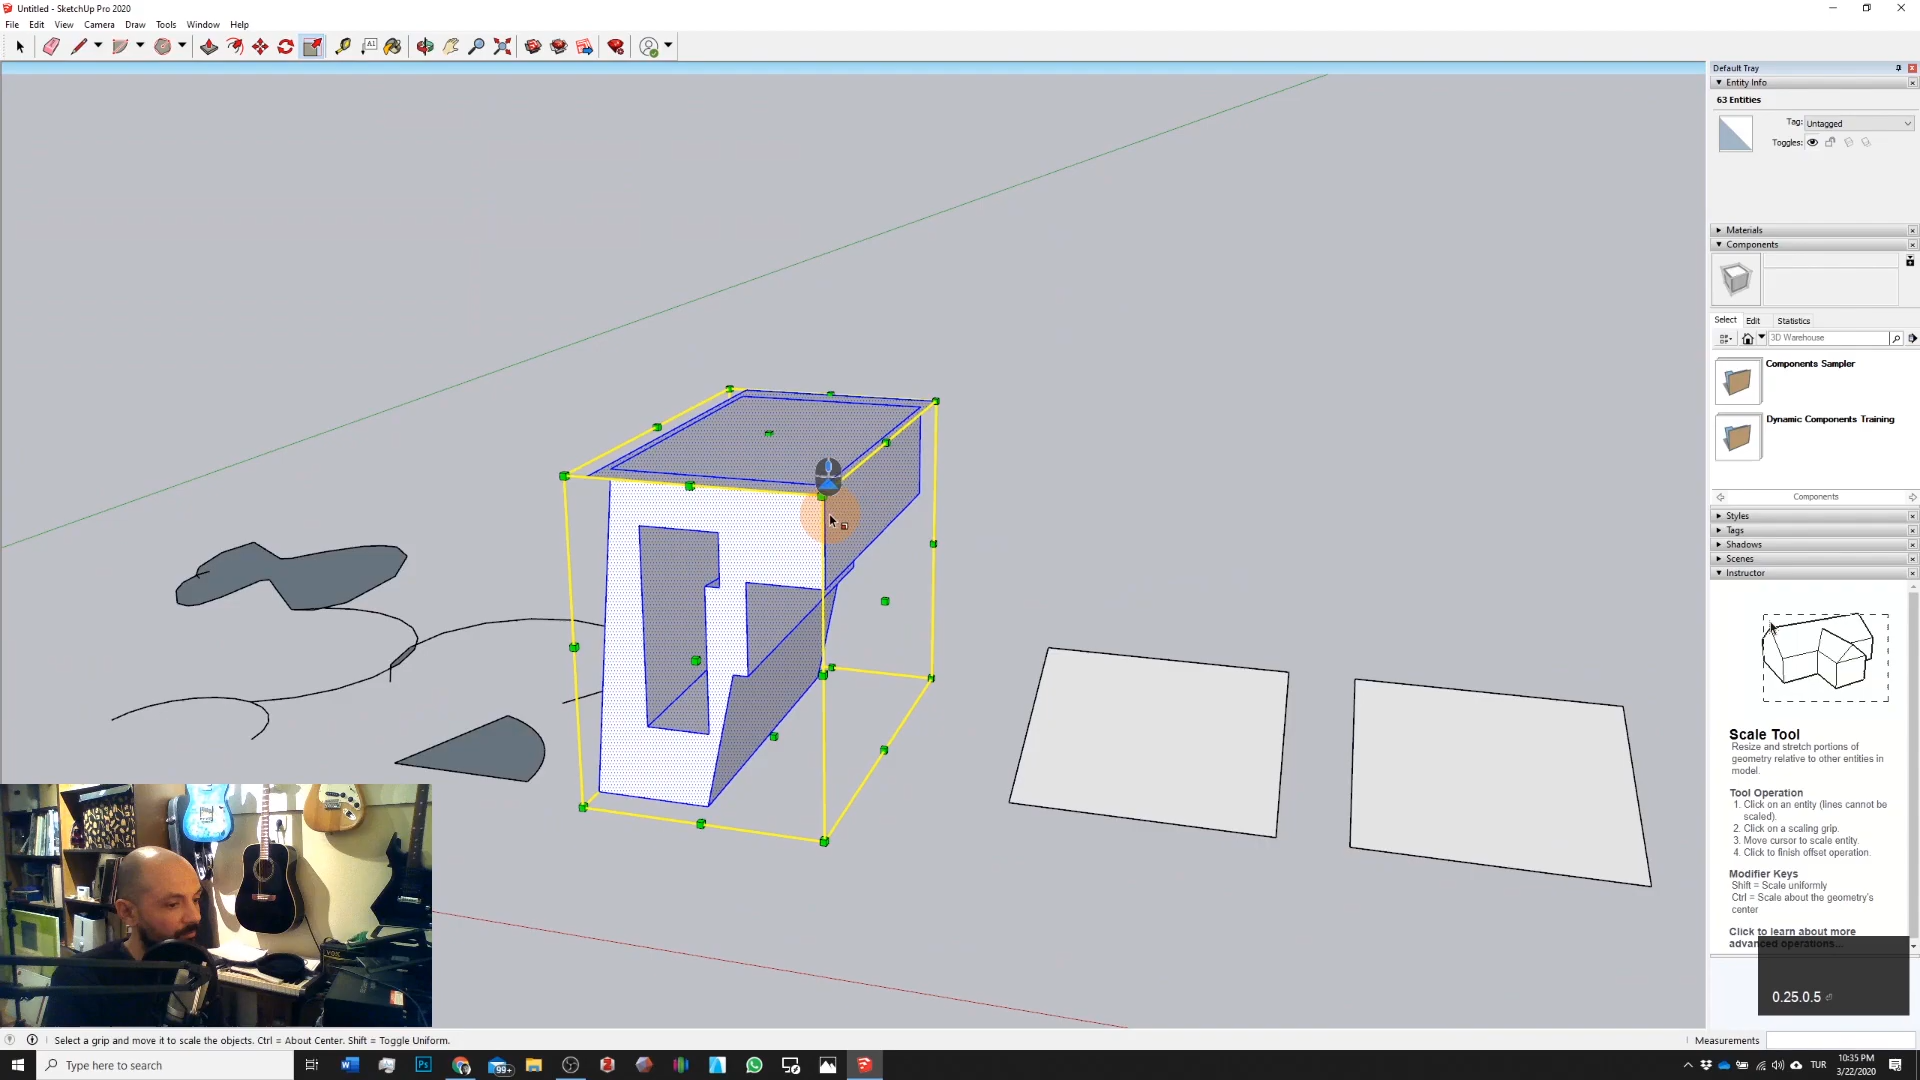 Untitled - SketchUp Pro 2020
File Edit View Camera Draw Tools Window Help
Default Tray
Entity Info
63 Entities
Tag: Untagged
Toggles:
Materials
Components
Select Edit Statistics
3D Warehouse
Components Sampler
Dynamic Components Training
Components
Styles
Tags
Shadows
Scenes
Instructor
Scale Tool
Resize and stretch portions of
geometry relative to other entities in
model.
Tool Operation
1. Click on an entity (lines cannot be
scaled).
2. Click on a scaling grip.
3. Move cursor to scale entity.
4. Click to finish offset operation.
Modifier Keys
Shift = Scale uniformly
Ctrl = Scale about the geometry's
center
Click to learn about more
advanced operations...
0.25.0.5
Select a grip and move it to scale the objects. Ctrl = About Center. Shift = Toggle Uniform.
Measurements
Type here to search
99+
TUR
10:35 PM
3/22/2020